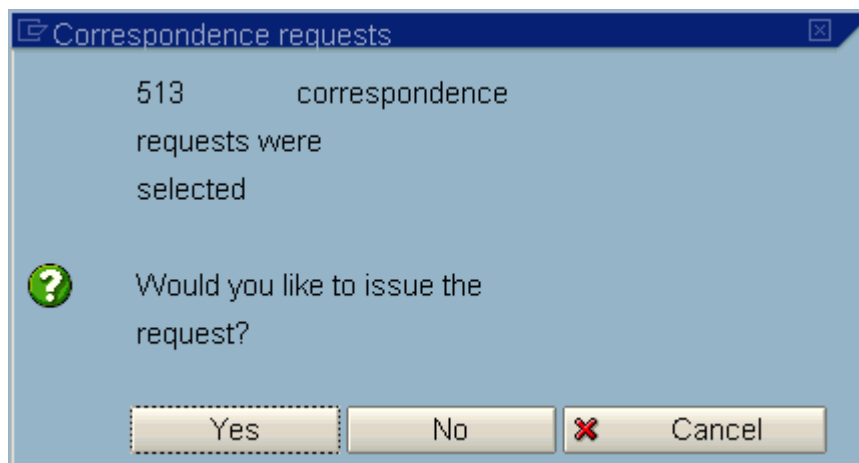 Correspondence requests
513 correspondence
requests were
selected
Would you like to issue the
request?
Yes No Cancel